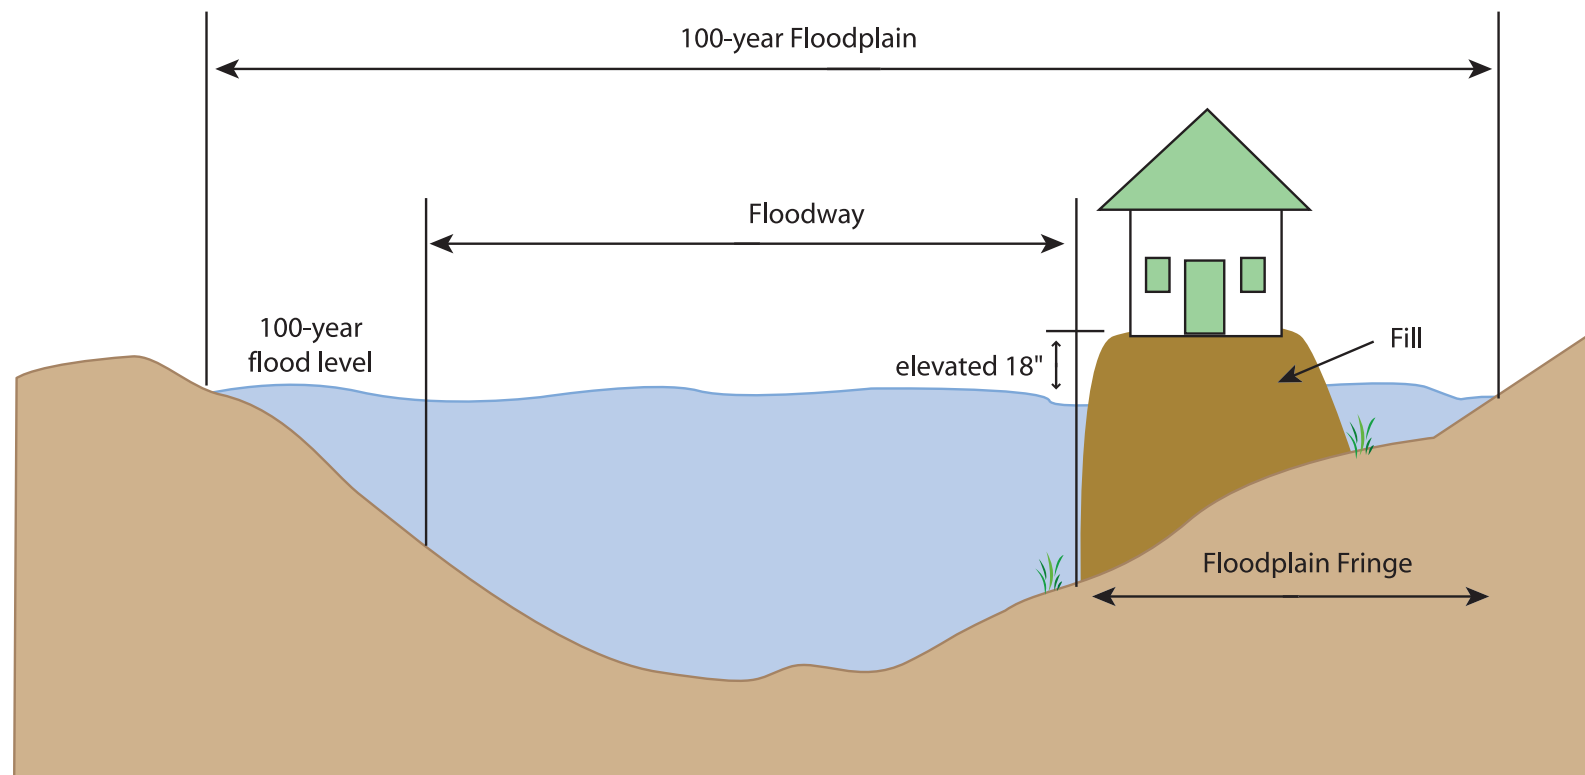 100-year Floodplain
Floodway
100-year
flood level
elevated 18"
Fill
Floodplain Fringe